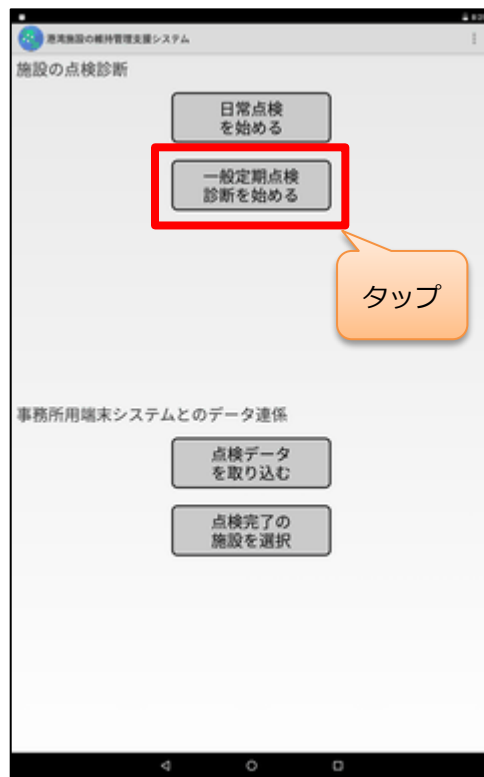 港湾施設の維持管理支援システム
施設の点検診断
日常点検
を始める
一般定期点検
診断を始める
タップ
事務所用端末システムとのデータ連係
点検データ
を取り込む
点検完了の
施設を選択